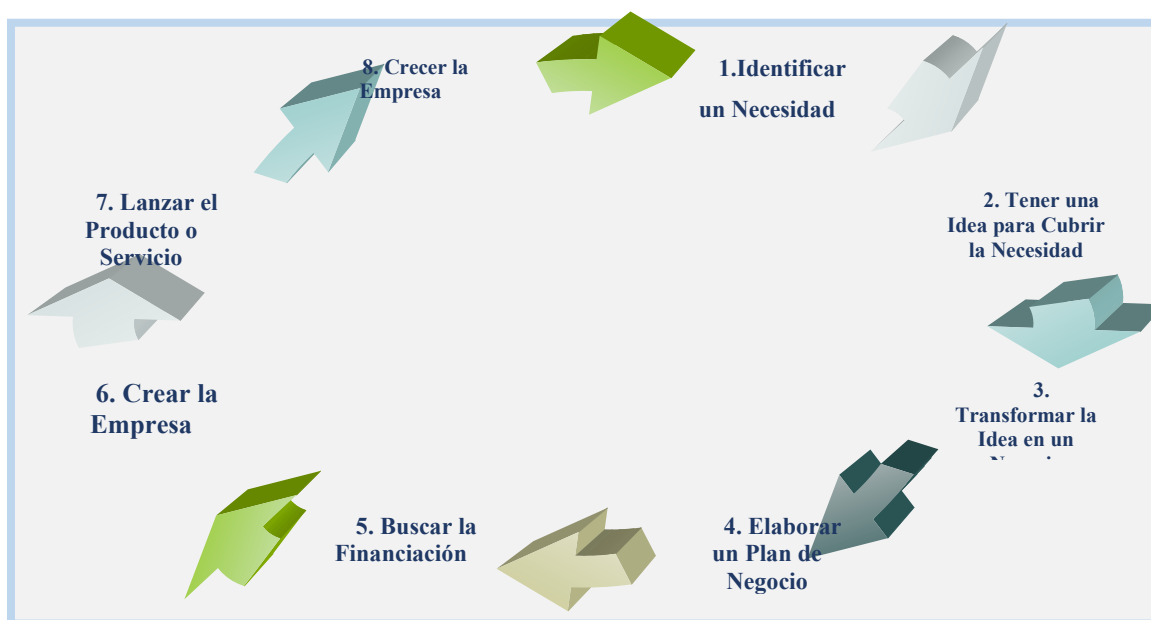 1.Identificar
un Necesidad
2. Tener una
Idea para Cubrir
la Necesidad
3.
Transformar la
Idea en un
4. Elaborar
un Plan de
Negocio
5. Buscar la
Financiación
6. Crear la
Empresa
7. Lanzar el
Producto o
Servicio
8. Crecer la
Empresa